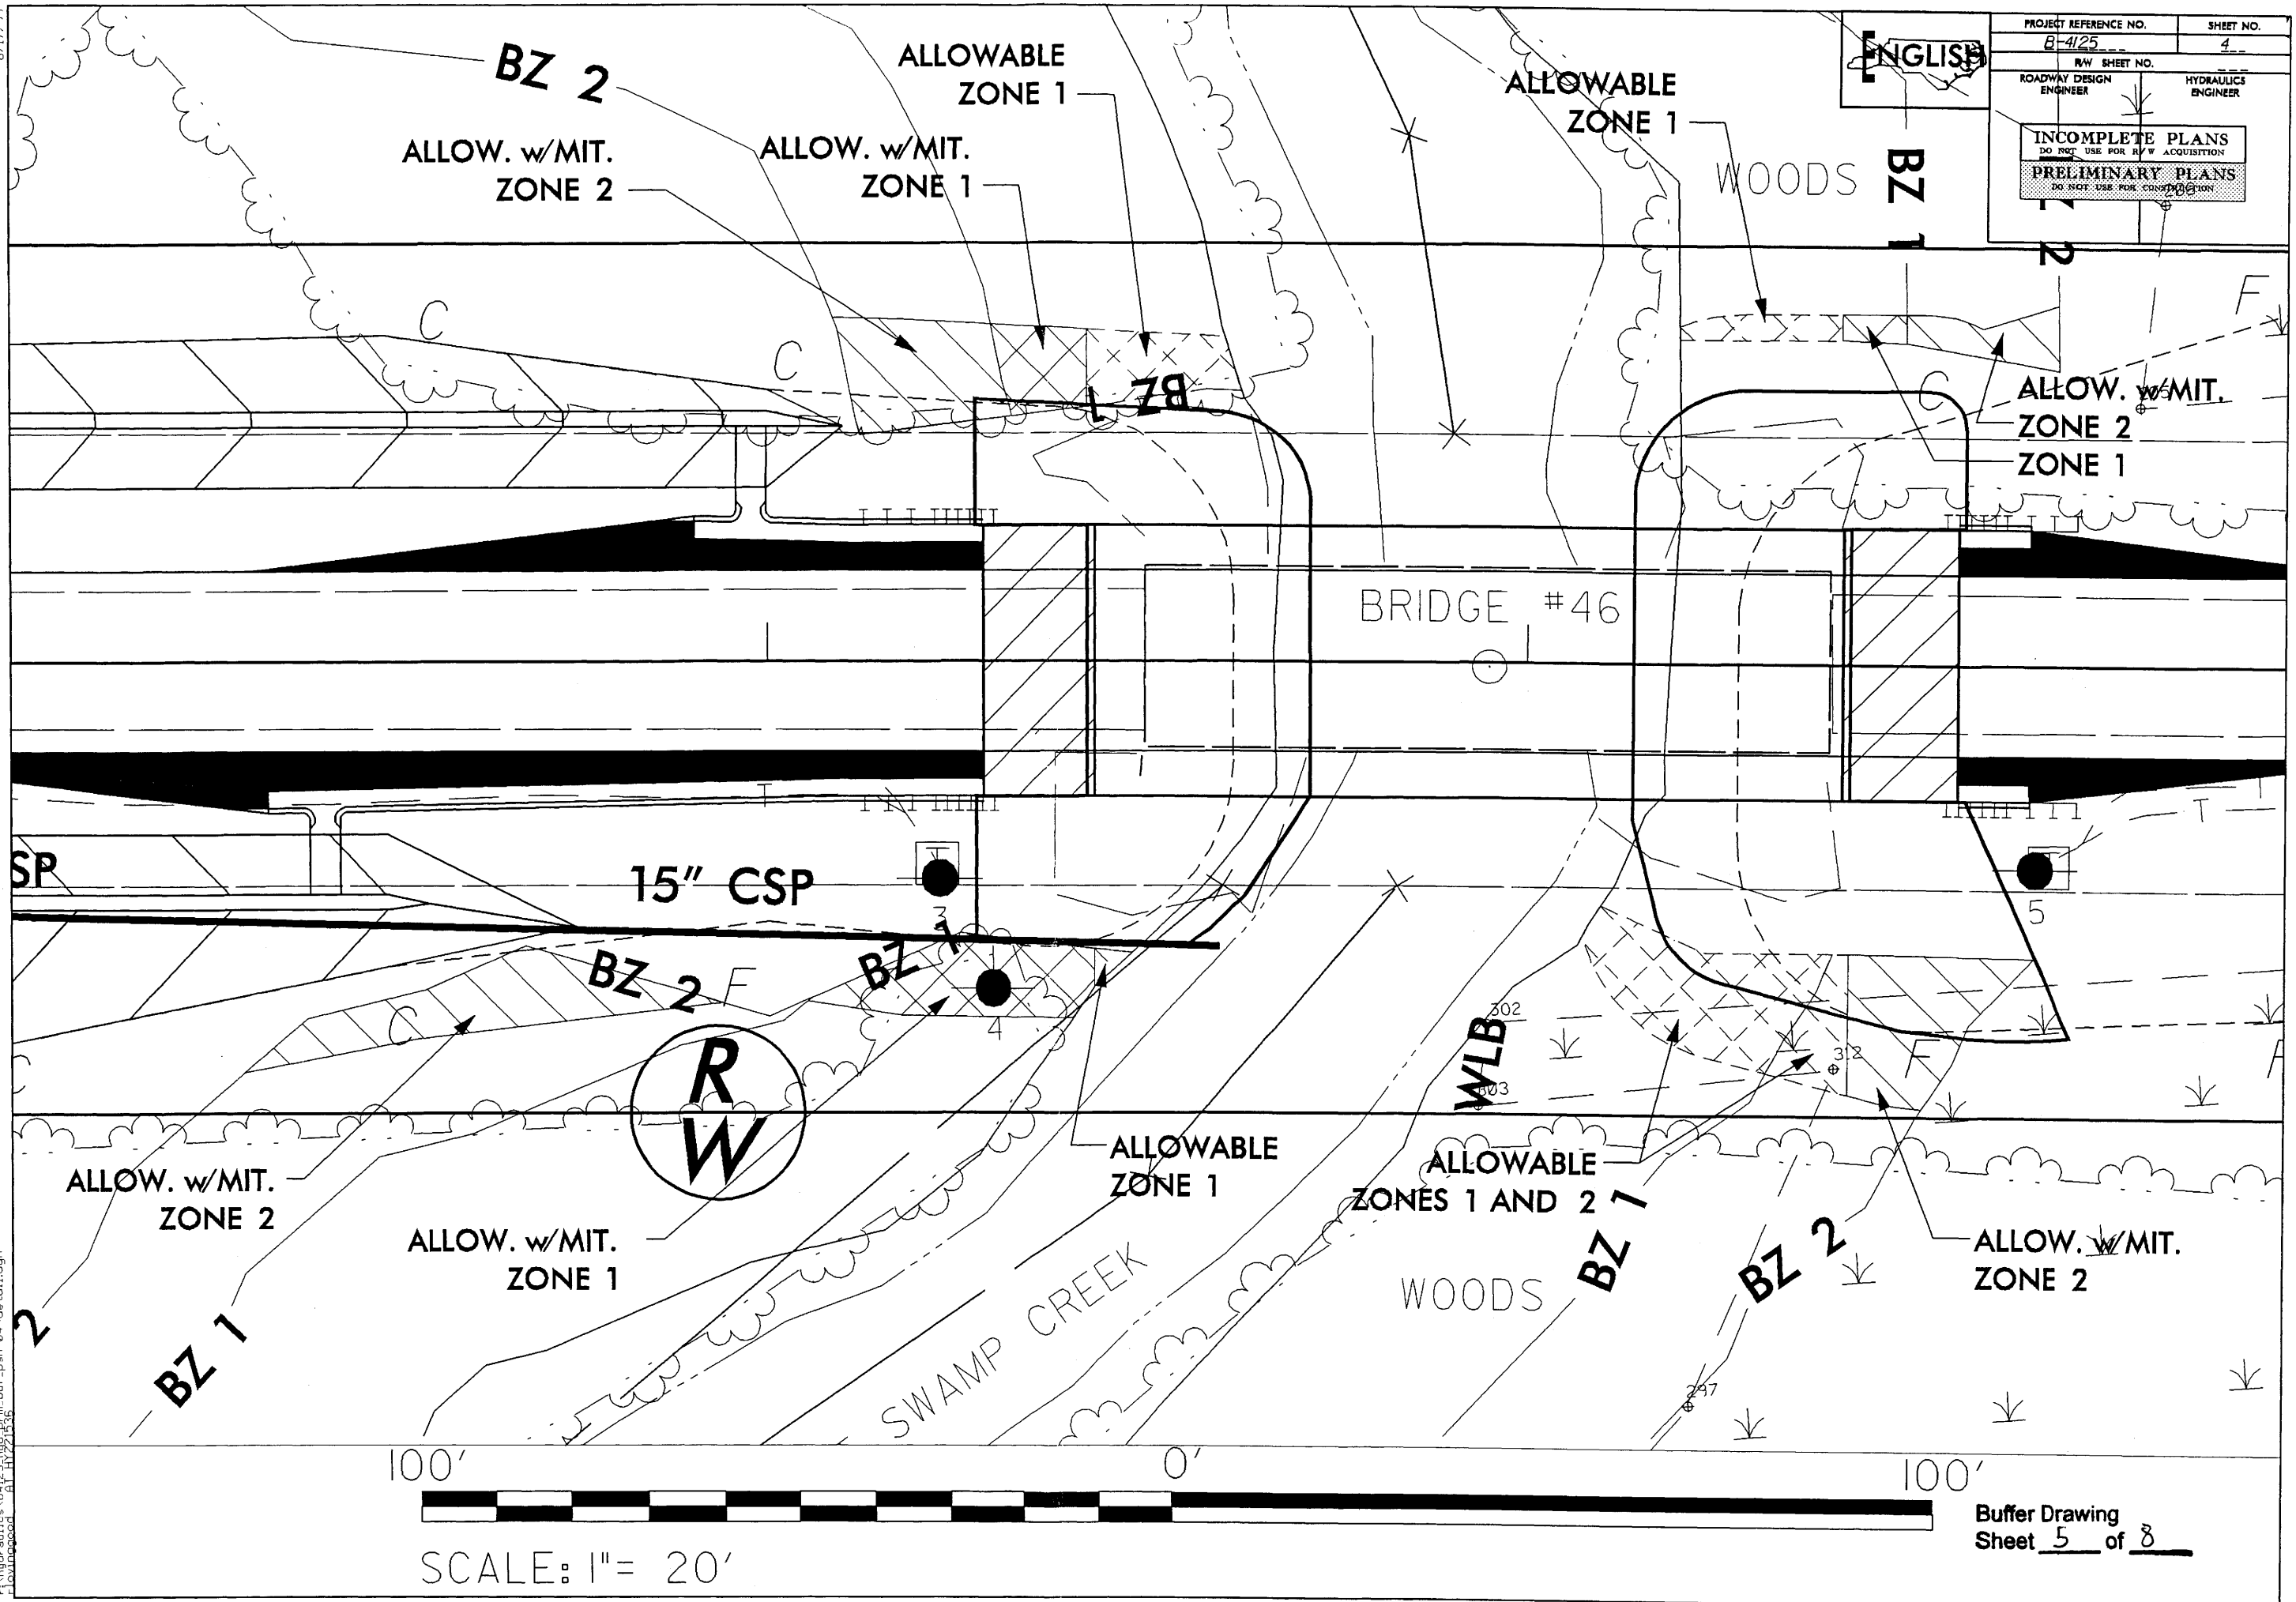 ENGLISH
PROJECT REFERENCE NO.
SHEET NO.
B-4125
4
R/W SHEET NO.
ROADWAY DESIGN
ENGINEER
HYDRAULICS
ENGINEER
INCOMPLETE PLANS
DO NOT USE FOR R/W ACQUISITION
PRELIMINARY PLANS
DO NOT USE FOR CONSTRUCTION
BZ 2
ALLOWABLE
ZONE 1
ALLOWABLE
ZONE 1
ALLOW. w/MIT.
ZONE 2
ALLOW. w/MIT.
ZONE 1
WOODS
BZ 1
2
F
C
C
BZ 1
C
ALLOW. w/MIT.
ZONE 2
ZONE 1
BRIDGE #46
SP
15" CSP
T
T
T
T
3
5
BZ 2
F
BZ 1
C
4
302
WLB
303
312
F
R
W
ALLOW. w/MIT.
ZONE 2
ALLOWABLE
ZONE 1
ALLOWABLE
ZONES 1 AND 2
ALLOW. w/MIT.
ZONE 1
BZ 1
BZ 2
ALLOW. w/MIT.
ZONE 2
2
BZ 1
SWAMP CREEK
WOODS
297
100'
0'
100'
SCALE: 1"= 20'
Buffer Drawing
Sheet 5 of 8